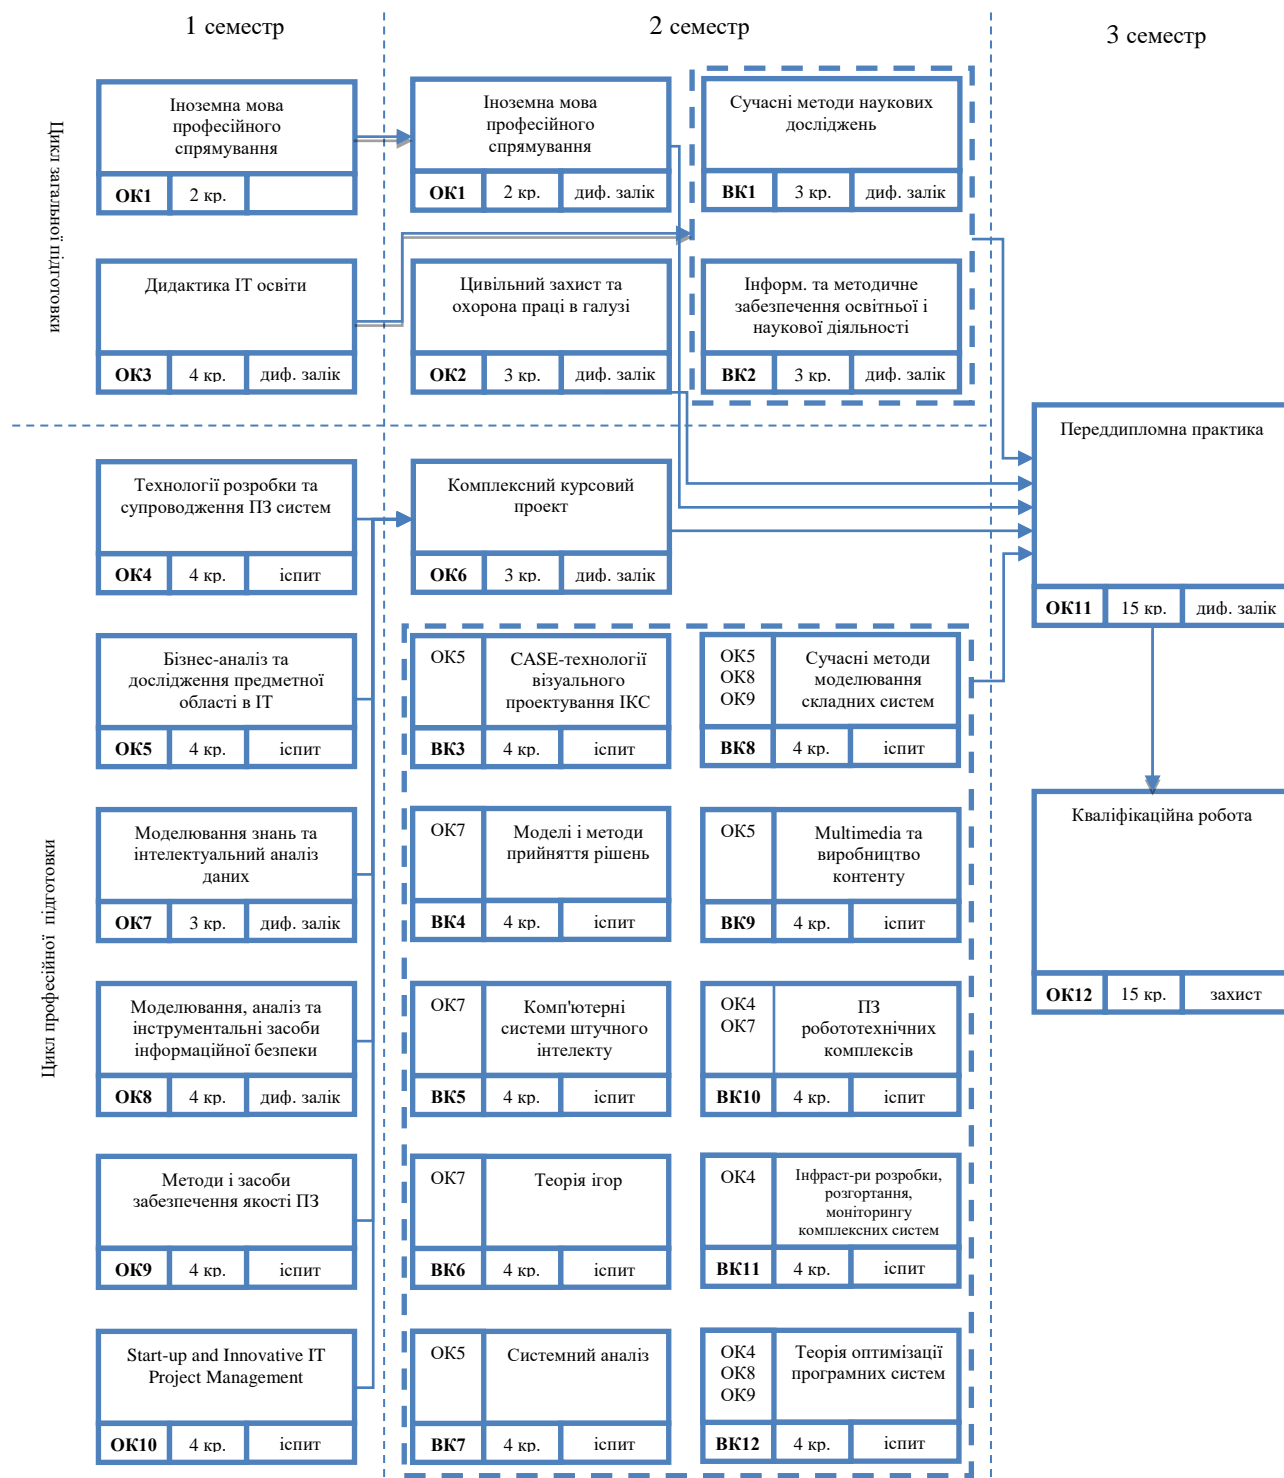 1 семестр
2 семестр
3 семестр
Цикл загальної підготовки
Іноземна мова
професійного
спрямування
ОК1 2 кр.
Іноземна мова
професійного
спрямування
ОК1 2 кр. диф. залік
Сучасні методи наукових
досліджень
ВК1 3 кр. диф. залік
Дидактика ІТ освіти
ОК3 4 кр. диф. залік
Цивільний захист та
охорона праці в галузі
ОК2 3 кр. диф. залік
Інформ. та методичне
забезпечення освітньої і
наукової діяльності
ВК2 3 кр. диф. залік
Переддипломна практика
ОК11 15 кр. диф. залік
Цикл професійної підготовки
Технології розробки та
супроводження ПЗ систем
ОК4 4 кр. іспит
Комплексний курсовий
проект
ОК6 3 кр. диф. залік
Бізнес-аналіз та
дослідження предметної
області в ІТ
ОК5 4 кр. іспит
ОК5
CASE-технології
візуального
проектування ІКС
ВК3 4 кр. іспит
ОК5
ОК8
ОК9
Сучасні методи
моделювання
складних систем
ВК8 4 кр. іспит
Моделювання знань та
інтелектуальний аналіз
даних
ОК7 3 кр. диф. залік
ОК7
Моделі і методи
прийняття рішень
ВК4 4 кр. іспит
ОК5
Multimedia та
виробництво
контенту
ВК9 4 кр. іспит
Кваліфікаційна робота
ОК12 15 кр. захист
Моделювання, аналіз та
інструментальні засоби
інформаційної безпеки
ОК8 4 кр. диф. залік
ОК7
Комп'ютерні
системи штучного
інтелекту
ВК5 4 кр. іспит
ОК4
ОК7
ПЗ
робототехнічних
комплексів
ВК10 4 кр. іспит
Методи і засоби
забезпечення якості ПЗ
ОК9 4 кр. іспит
ОК7
Теорія ігор
ВК6 4 кр. іспит
ОК4
Інфраст-ри розробки,
розгортання,
моніторингу
комплексних систем
ВК11 4 кр. іспит
Start-up and Innovative IT
Project Management
ОК10 4 кр. іспит
ОК5
Системний аналіз
ВК7 4 кр. іспит
ОК4
ОК8
ОК9
Теорія оптимізації
програмних систем
ВК12 4 кр. іспит